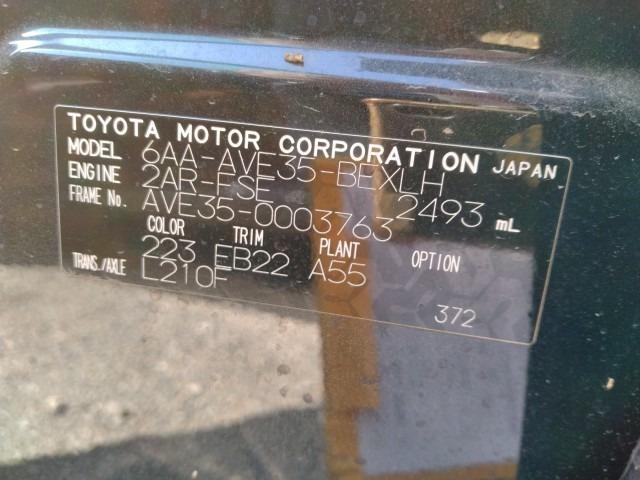 TOYOTA MOTOR CORPORATION JAPAN
MODEL 6AA-AVE35-BEXLH
ENGINE 2AR-FSE 2493 mL
FRAME No. AVE35-0003763
COLOR TRIM PLANT OPTION
223 EB22 A55
TRANS./AXLE L210F
372